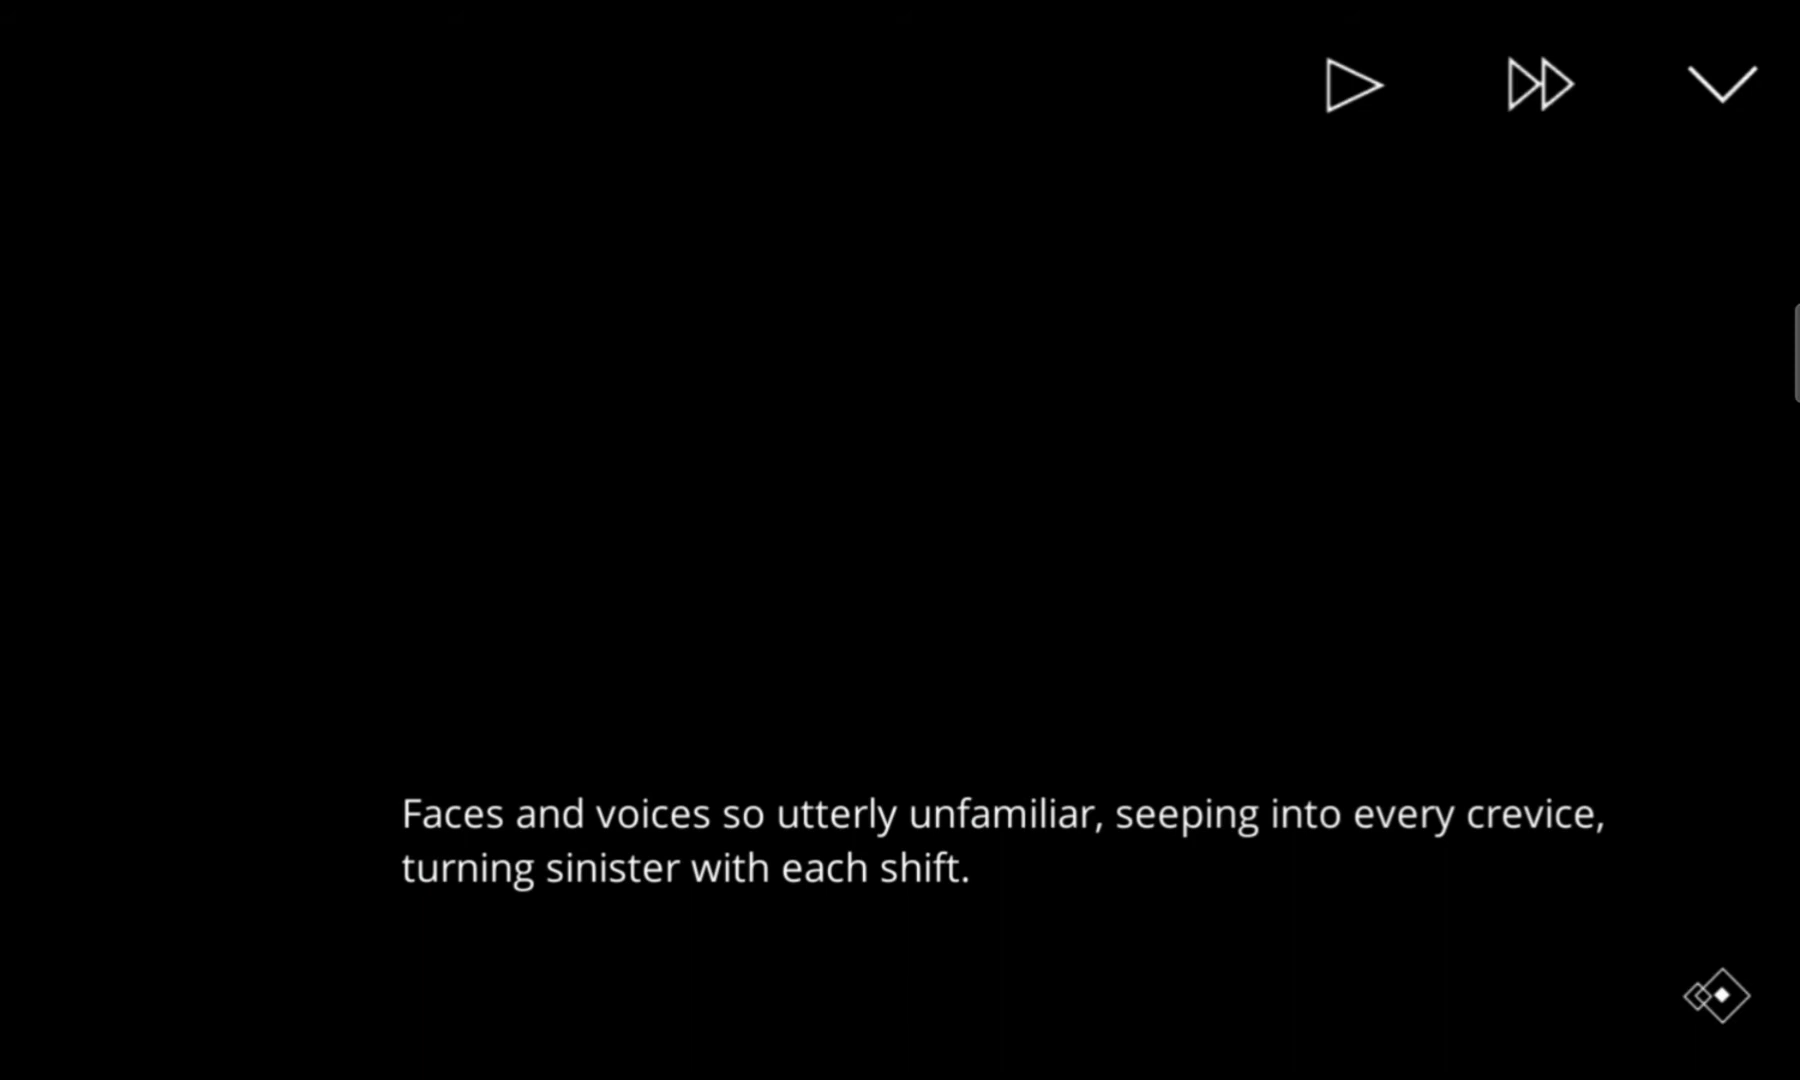 Faces and voices so utterly unfamiliar, seeping into every crevice,
turning sinister with each shift.